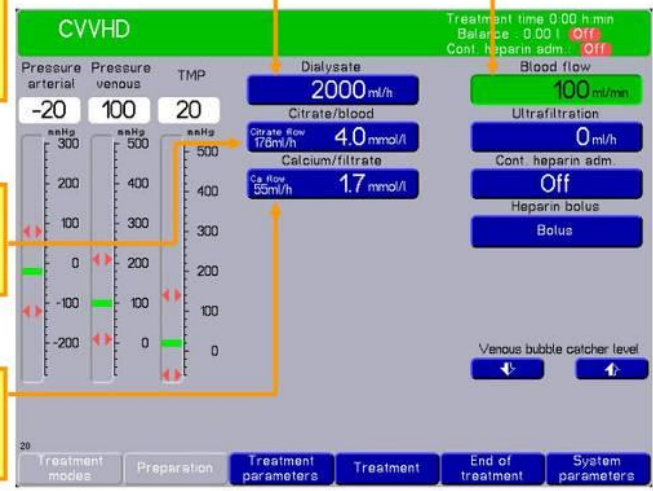 CVVHD
Treatment time 0:00 h:min
Balance : 0.00 l Off
Cont. heparin adm.: Off
Pressure arterial
Pressure venous
TMP
-20
100
20
mmHg
300
200
100
0
-100
-200
mmHg
500
400
300
200
100
0
mmHg
500
400
300
200
100
0
Dialysate
2000 ml/h
Citrate/blood
Citrate flow
176ml/h
4.0 mmol/l
Calcium/filtrate
Ca flow
55ml/h
1.7 mmol/l
Blood flow
100 ml/min
Ultrafiltration
0 ml/h
Cont. heparin adm.
Off
Heparin bolus
Bolus
Venous bubble catcher level
20
Treatment modes
Preparation
Treatment parameters
Treatment
End of treatment
System parameters